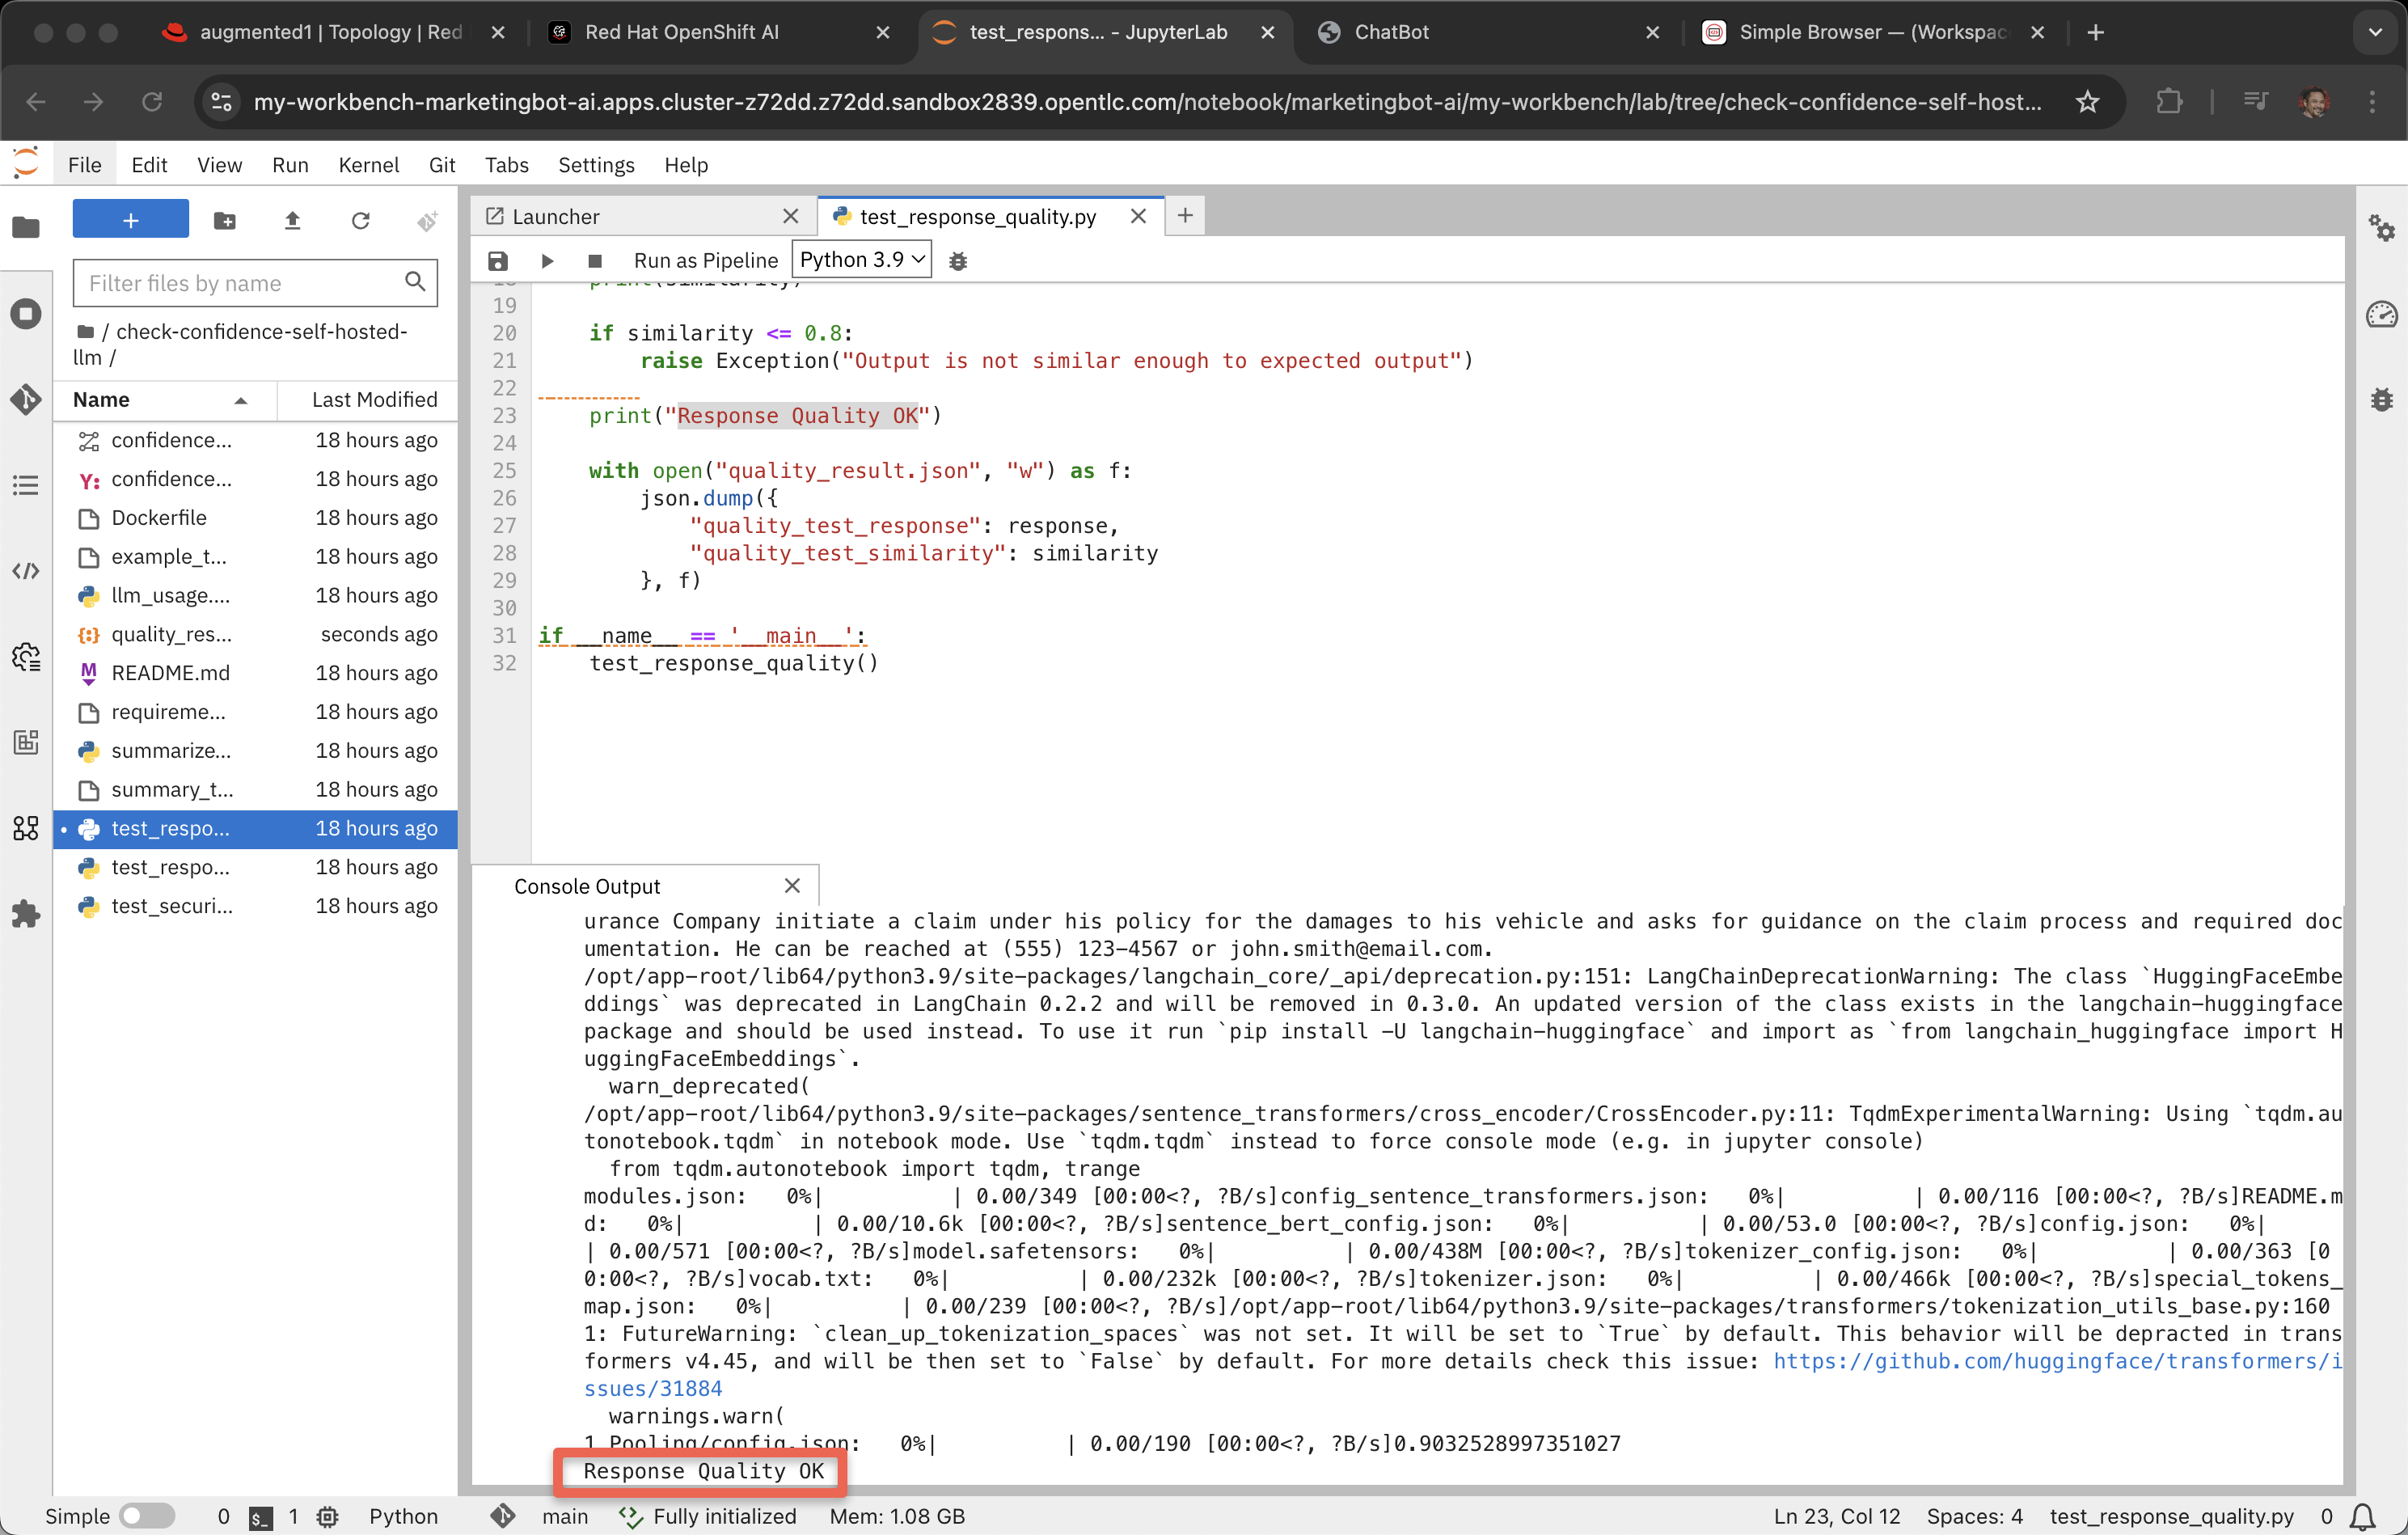 augmented1 | Topology | Red
Red Hat OpenShift AI
test_respons... - JupyterLab
ChatBot
Simple Browser — (Workspac
my-workbench-marketingbot-ai.apps.cluster-z72dd.z72dd.sandbox2839.opentlc.com/notebook/marketingbot-ai/my-workbench/lab/tree/check-confidence-self-host...
File Edit View Run Kernel Git Tabs Settings Help
Filter files by name
/ check-confidence-self-hosted-
llm /
Name Last Modified
confidence... 18 hours ago
confidence... 18 hours ago
Dockerfile 18 hours ago
example_t... 18 hours ago
llm_usage.... 18 hours ago
quality_res... seconds ago
README.md 18 hours ago
requireme... 18 hours ago
summarize... 18 hours ago
summary_t... 18 hours ago
test_respo... 18 hours ago
test_respo... 18 hours ago
test_securi... 18 hours ago
Launcher
test_response_quality.py
Run as Pipeline Python 3.9
18 print(similarity)
19
20 if similarity <= 0.8:
21 raise Exception("Output is not similar enough to expected output")
22
23 print("Response Quality OK")
24
25 with open("quality_result.json", "w") as f:
26 json.dump({
27 "quality_test_response": response,
28 "quality_test_similarity": similarity
29 }, f)
30
31 if __name__ == '__main__':
32 test_response_quality()
Console Output
urance Company initiate a claim under his policy for the damages to his vehicle and asks for guidance on the claim process and required doc
umentation. He can be reached at (555) 123-4567 or john.smith@email.com.
/opt/app-root/lib64/python3.9/site-packages/langchain_core/_api/deprecation.py:151: LangChainDeprecationWarning: The class `HuggingFaceEmbe
ddings` was deprecated in LangChain 0.2.2 and will be removed in 0.3.0. An updated version of the class exists in the langchain-huggingface
package and should be used instead. To use it run `pip install -U langchain-huggingface` and import as `from langchain_huggingface import H
uggingFaceEmbeddings`.
warn_deprecated(
/opt/app-root/lib64/python3.9/site-packages/sentence_transformers/cross_encoder/CrossEncoder.py:11: TqdmExperimentalWarning: Using `tqdm.au
tonotebook.tqdm` in notebook mode. Use `tqdm.tqdm` instead to force console mode (e.g. in jupyter console)
from tqdm.autonotebook import tqdm, trange
modules.json: 0%| | 0.00/349 [00:00<?, ?B/s]config_sentence_transformers.json: 0%| | 0.00/116 [00:00<?, ?B/s]README.m
d: 0%| | 0.00/10.6k [00:00<?, ?B/s]sentence_bert_config.json: 0%| | 0.00/53.0 [00:00<?, ?B/s]config.json: 0%|
| 0.00/571 [00:00<?, ?B/s]model.safetensors: 0%| | 0.00/438M [00:00<?, ?B/s]tokenizer_config.json: 0%| | 0.00/363 [0
0:00<?, ?B/s]vocab.txt: 0%| | 0.00/232k [00:00<?, ?B/s]tokenizer.json: 0%| | 0.00/466k [00:00<?, ?B/s]special_tokens_
map.json: 0%| | 0.00/239 [00:00<?, ?B/s]/opt/app-root/lib64/python3.9/site-packages/transformers/tokenization_utils_base.py:160
1: FutureWarning: `clean_up_tokenization_spaces` was not set. It will be set to `True` by default. This behavior will be depracted in trans
formers v4.45, and will be then set to `False` by default. For more details check this issue: https://github.com/huggingface/transformers/i
ssues/31884
warnings.warn(
1_Pooling/config.json: 0%| | 0.00/190 [00:00<?, ?B/s]0.9032528997351027
Response Quality OK
Simple 0 1 Python main Fully initialized Mem: 1.08 GB Ln 23, Col 12 Spaces: 4 test_response_quality.py 0